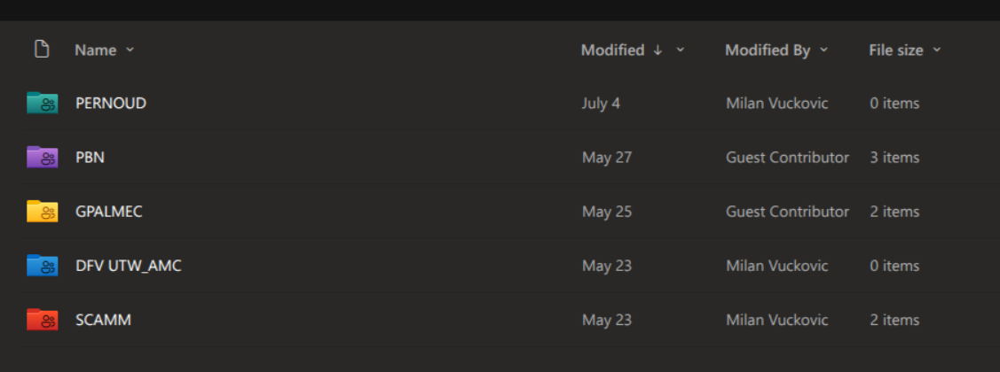 Name Modified Modified By File size
PERNOUD July 4 Milan Vuckovic 0 items
PBN May 27 Guest Contributor 3 items
GPALMEC May 25 Guest Contributor 2 items
DFV UTW_AMC May 23 Milan Vuckovic 0 items
SCAMM May 23 Milan Vuckovic 2 items